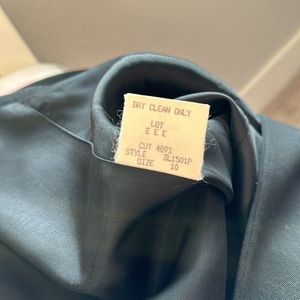 DRY CLEAN ONLY
LOT
E E E
CUT 4891
STYLE 3L1501P
SIZE 10